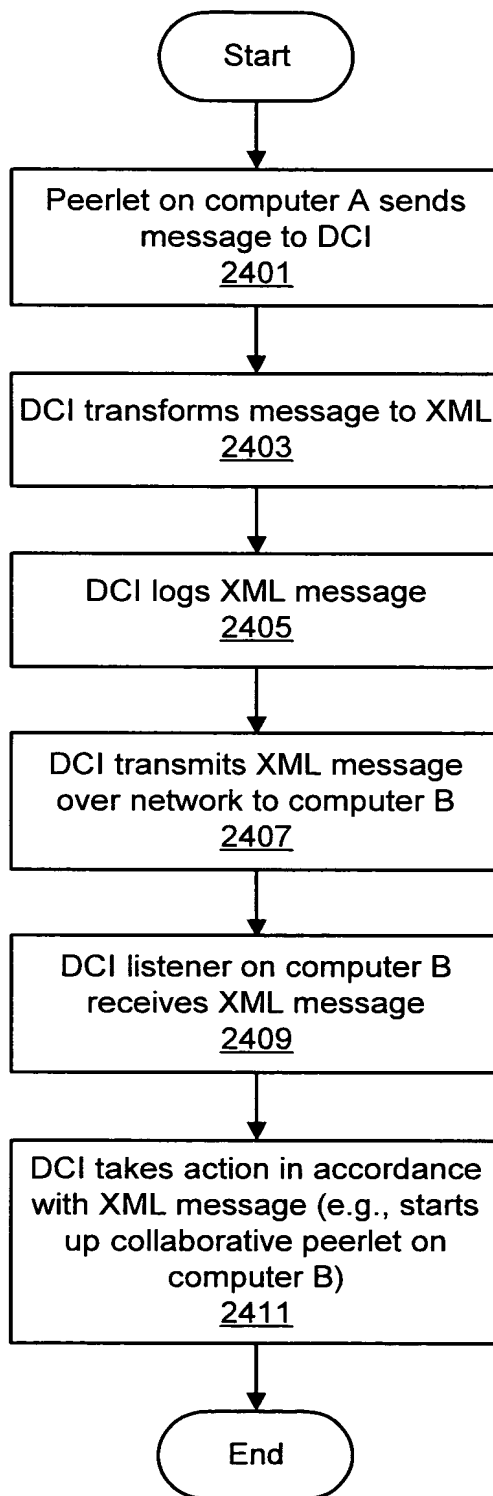 Start
Peerlet on computer A sends
message to DCI
2401
DCI transforms message to XML
2403
DCI logs XML message
2405
DCI transmits XML message
over network to computer B
2407
DCI listener on computer B
receives XML message
2409
DCI takes action in accordance
with XML message (e.g., starts
up collaborative peerlet on
computer B)
2411
End